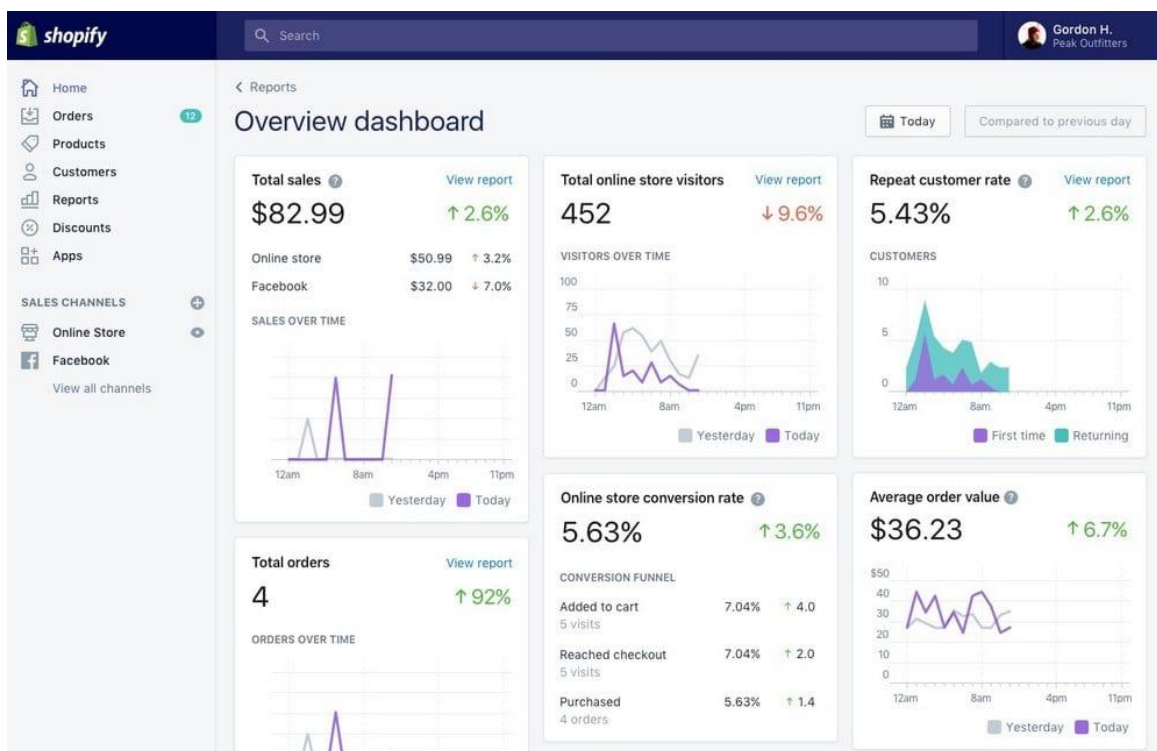 shopify
Search
Gordon H.
Peak Outfitters
Home
Orders 12
Products
Customers
Reports
Discounts
Apps
SALES CHANNELS
Online Store
Facebook
View all channels
< Reports
Overview dashboard
Today
Compared to previous day
Total sales ? View report
$82.99 ↑ 2.6%
Online store $50.99 ↑ 3.2%
Facebook $32.00 ↓ 7.0%
SALES OVER TIME
12am 8am 4pm 11pm
Yesterday Today
Total orders View report
4 ↑ 92%
ORDERS OVER TIME
Total online store visitors View report
452 ↓ 9.6%
VISITORS OVER TIME
100
75
50
25
0
12am 8am 4pm 11pm
Yesterday Today
Online store conversion rate ?
5.63% ↑ 3.6%
CONVERSION FUNNEL
Added to cart 7.04% ↑ 4.0
5 visits
Reached checkout 7.04% ↑ 2.0
5 visits
Purchased 5.63% ↑ 1.4
4 orders
Repeat customer rate ? View report
5.43% ↑ 2.6%
CUSTOMERS
10
5
0
12am 8am 4pm 11pm
First time Returning
Average order value ?
$36.23 ↑ 6.7%
$50
40
30
20
10
0
12am 8am 4pm 11pm
Yesterday Today